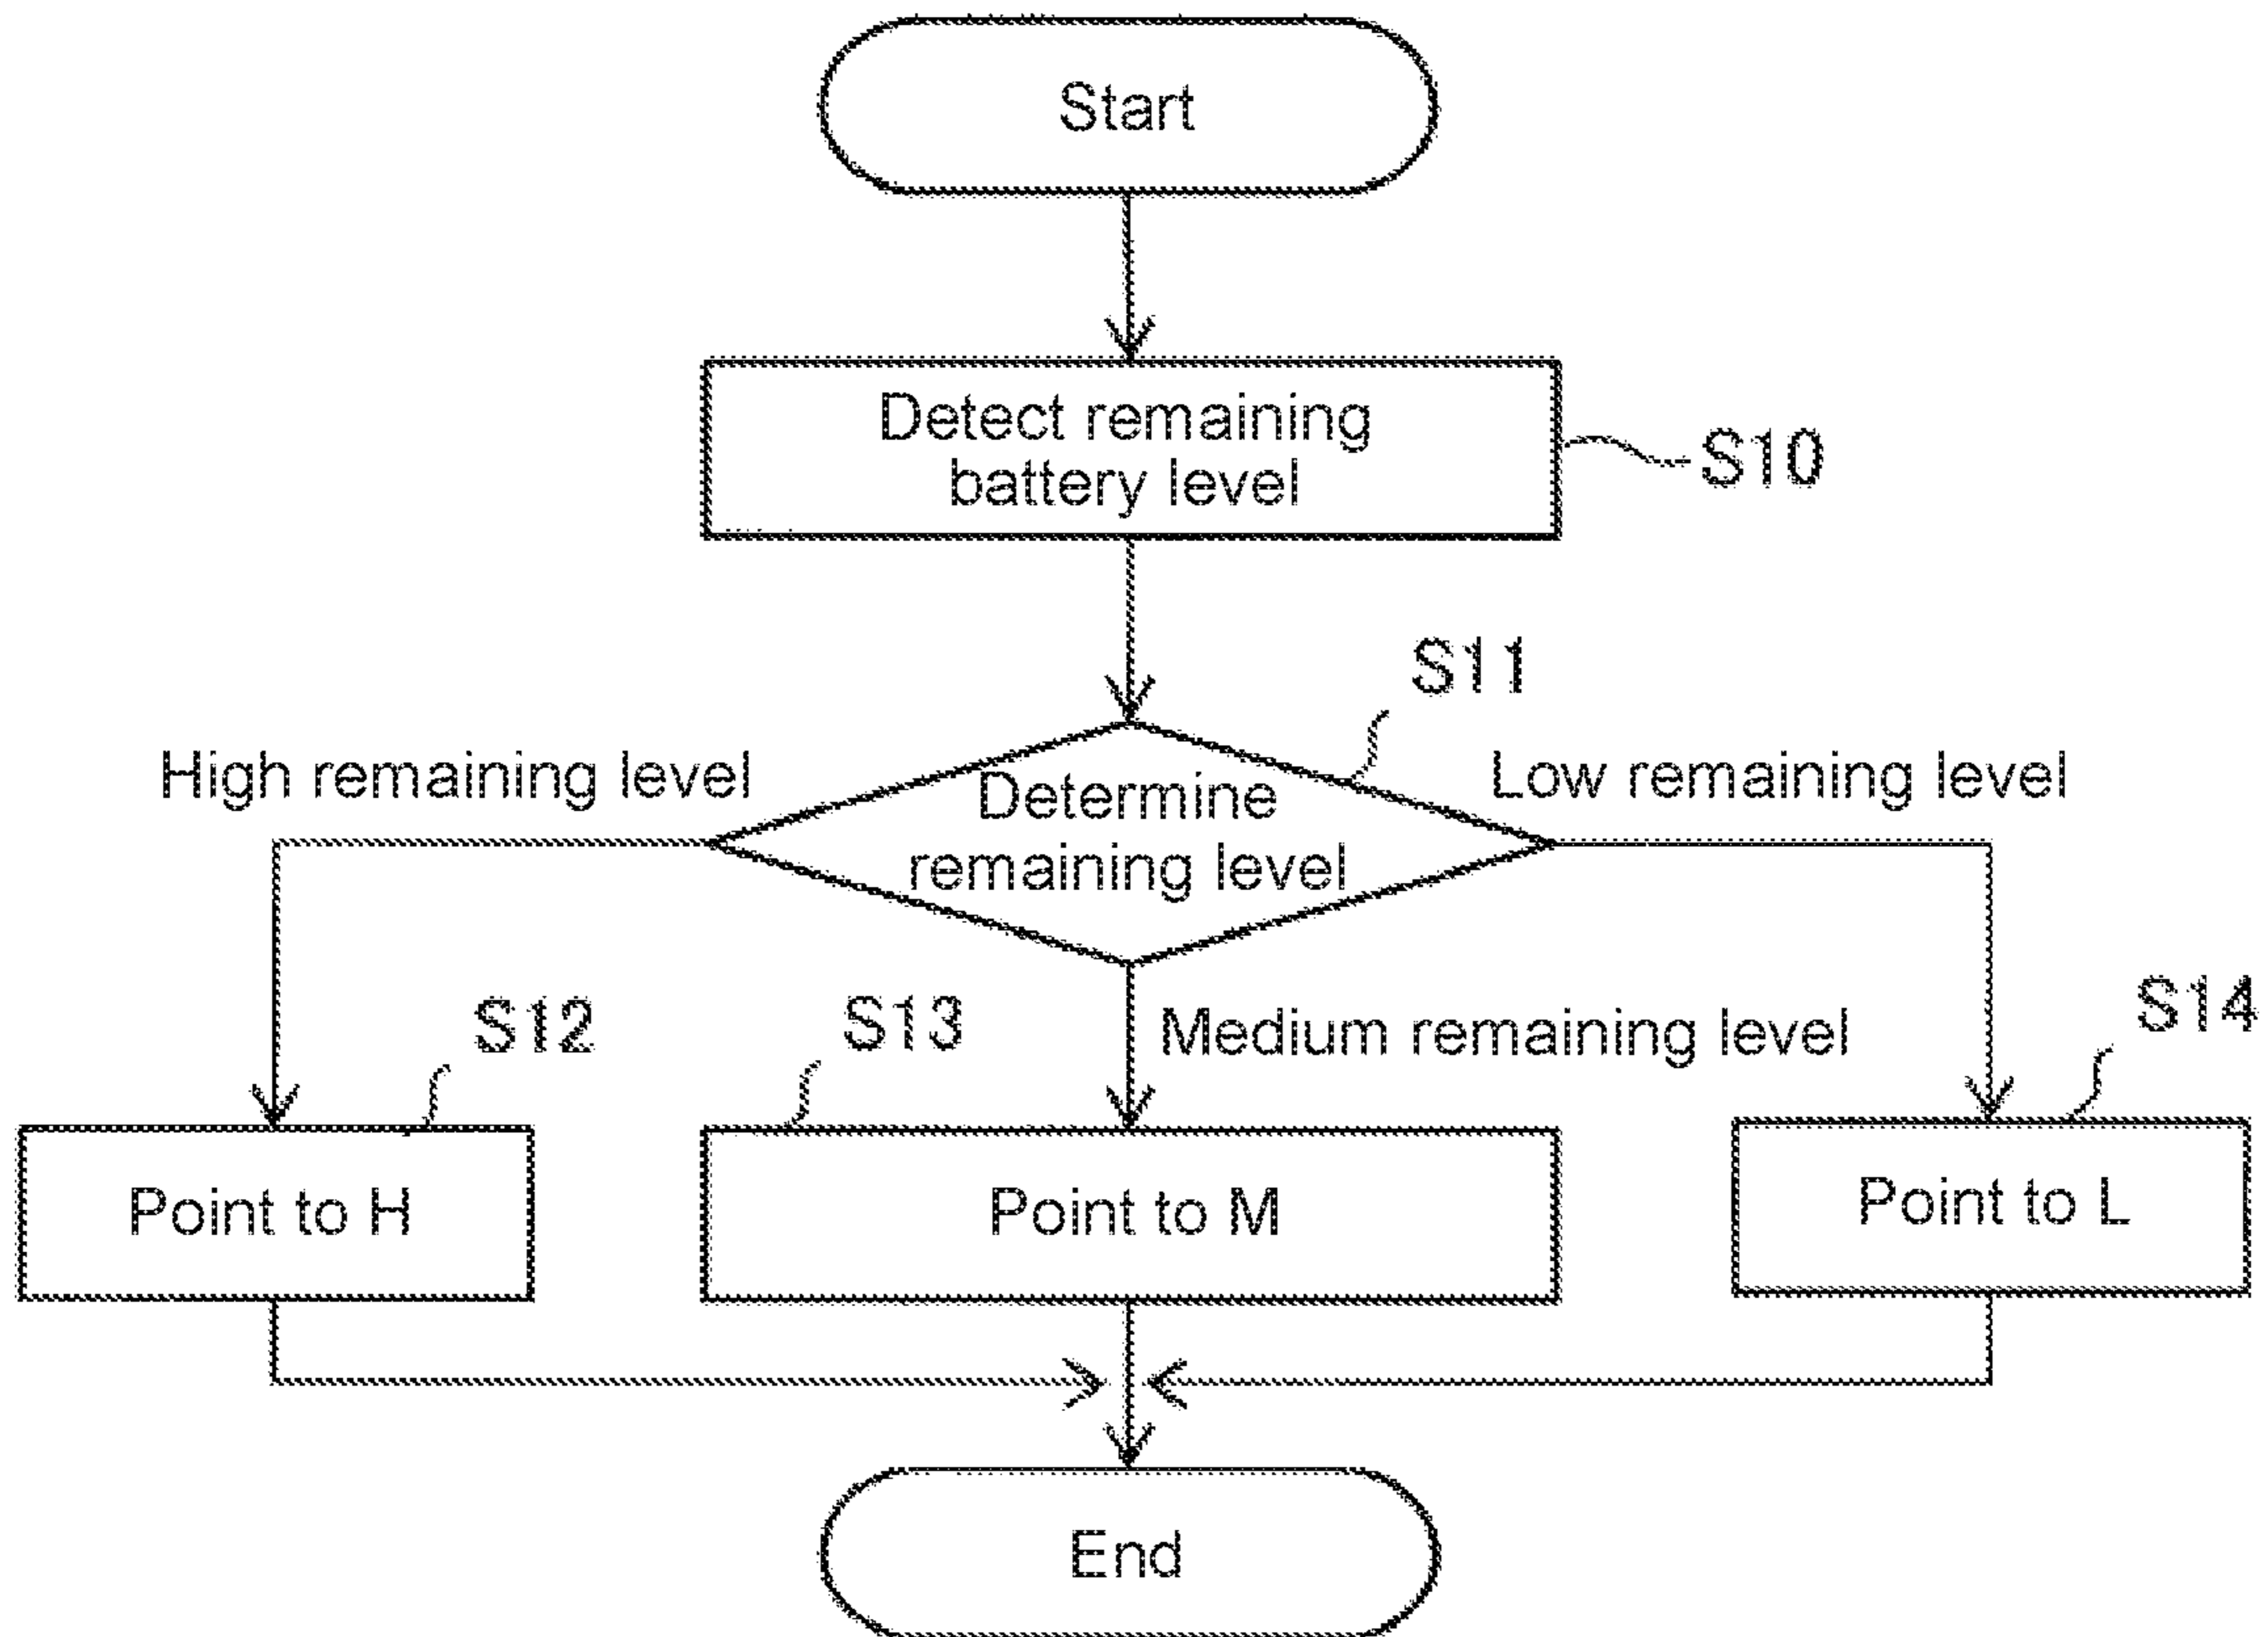 Start
Detect remaining
battery level
S10
S11
High remaining level
Determine
remaining level
Low remaining level
S12
S13
Medium remaining level
S14
Point to H
Point to M
Point to L
End